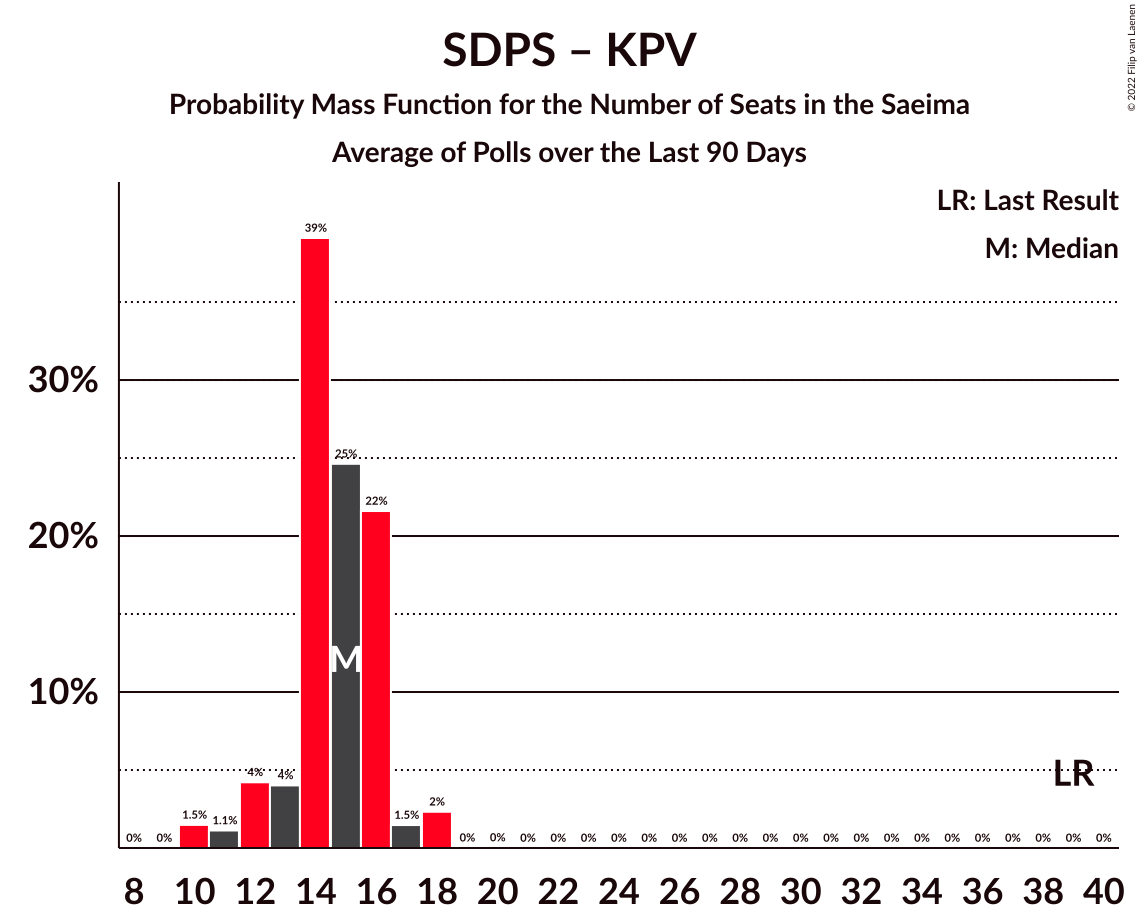 SDPS – KPV
Probability Mass Function for the Number of Seats in the Saeima
Average of Polls over the Last 90 Days
© 2022 Filip van Laenen
LR: Last Result
M: Median
30%
20%
10%
0% 0% 1.5% 1.1% 4% 4% 39% 25% 22% 1.5% 2% 0% 0% 0% 0% 0% 0% 0% 0% 0% 0% 0% 0% 0% 0% 0% 0% 0% 0% 0% 0% 0% 0%
M
LR
8 10 12 14 16 18 20 22 24 26 28 30 32 34 36 38 40